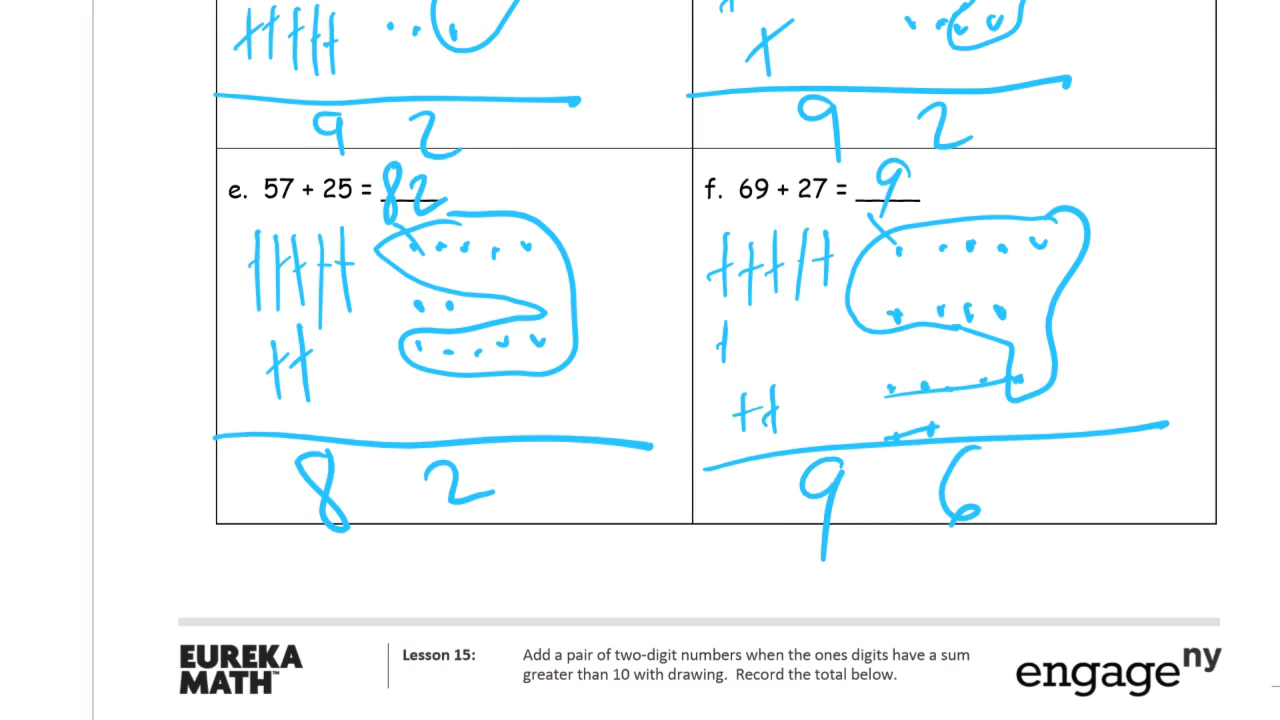 9 2
9 2
e. 57 + 25 = 82
f. 69 + 27 = 9
8 2
9 6
EUREKA MATH™
Lesson 15:
Add a pair of two-digit numbers when the ones digits have a sum
greater than 10 with drawing. Record the total below.
engage ny